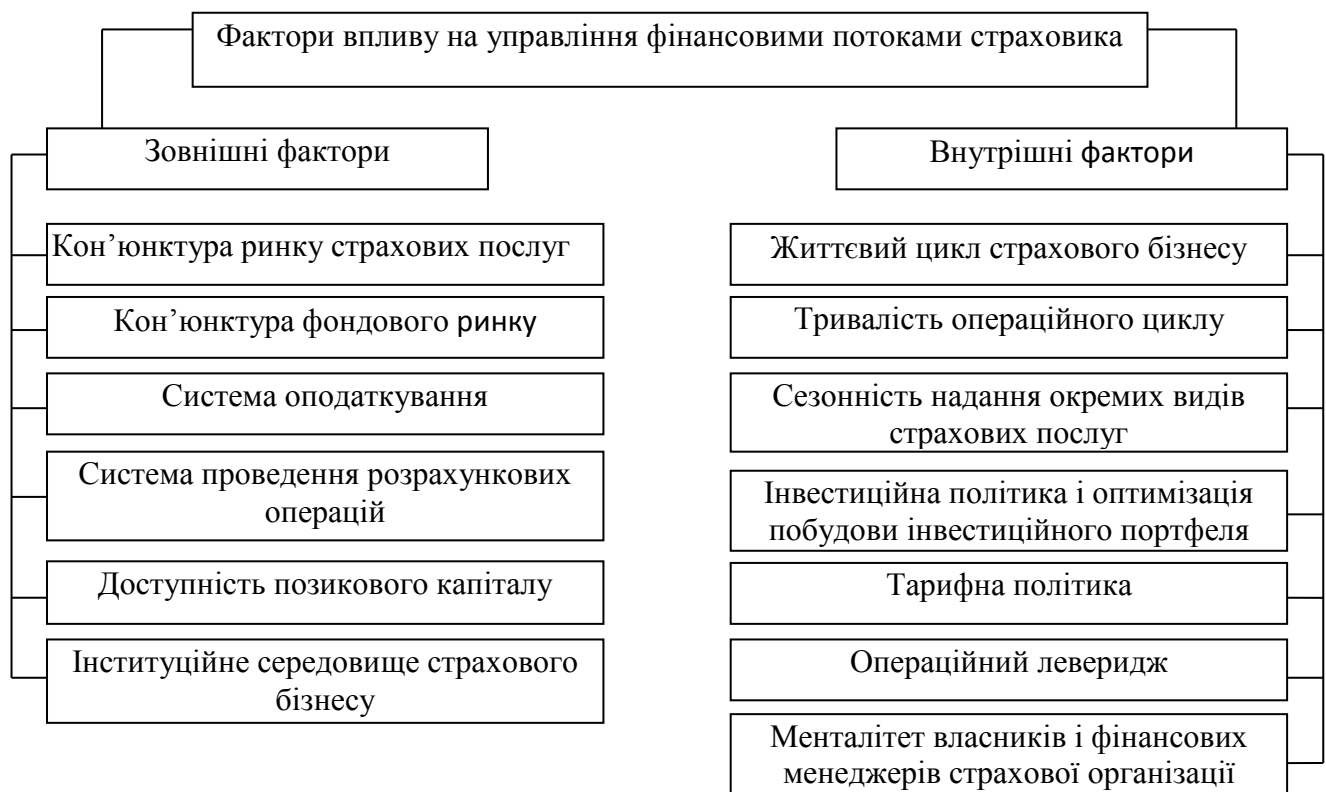 Фактори впливу на управління фінансовими потоками страховика
Зовнішні фактори
Кон’юнктура ринку страхових послуг
Кон’юнктура фондового ринку
Система оподаткування
Система проведення розрахункових
операцій
Доступність позикового капіталу
Інституційне середовище страхового
бізнесу
Внутрішні фактори
Життєвий цикл страхового бізнесу
Тривалість операційного циклу
Сезонність надання окремих видів
страхових послуг
Інвестиційна політика і оптимізація
побудови інвестиційного портфеля
Тарифна політика
Операційний леверидж
Менталітет власників і фінансових
менеджерів страхової організації